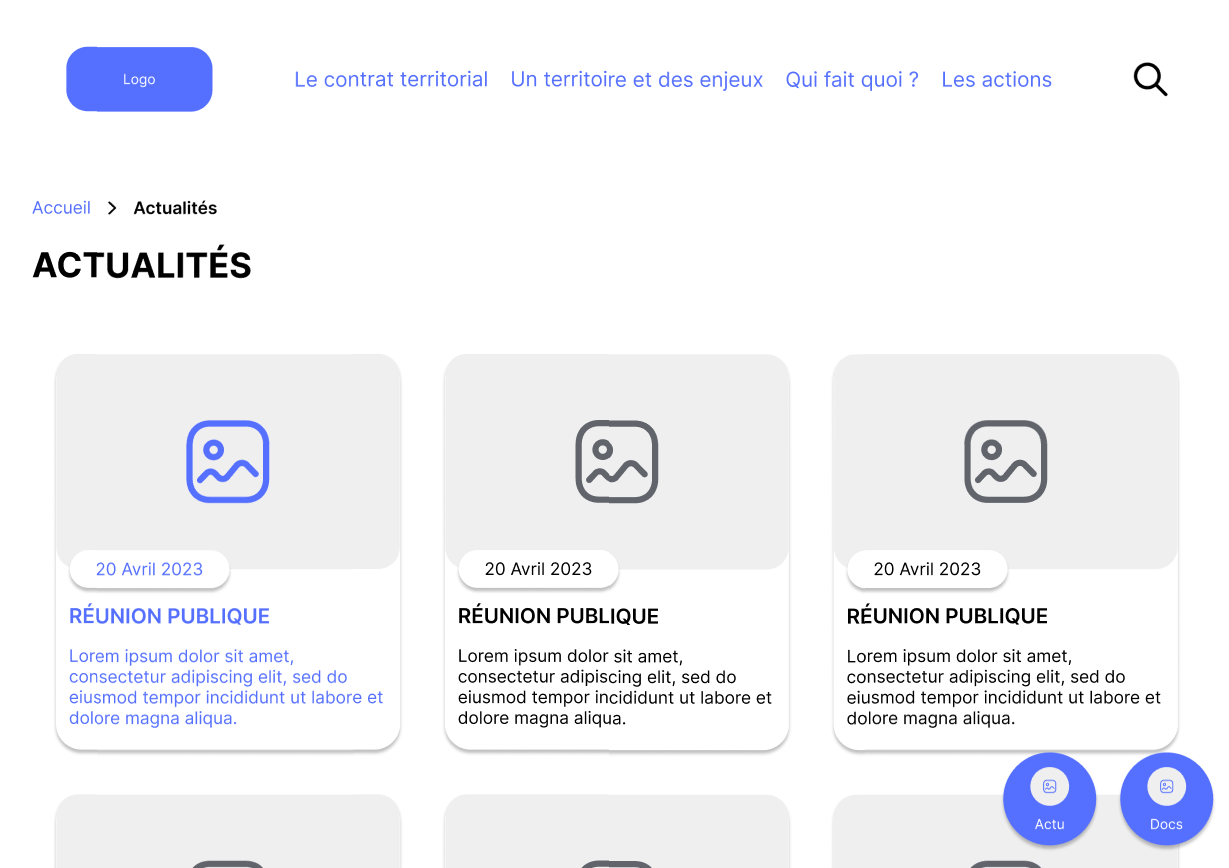 Logo
Le contrat territorial
Un territoire et des enjeux
Qui fait quoi ?
Les actions
Accueil
Actualités
ACTUALITÉS
20 Avril 2023
RÉUNION PUBLIQUE
Lorem ipsum dolor sit amet,
consectetur adipiscing elit, sed do
eiusmod tempor incididunt ut labore et
dolore magna aliqua.
20 Avril 2023
RÉUNION PUBLIQUE
Lorem ipsum dolor sit amet,
consectetur adipiscing elit, sed do
eiusmod tempor incididunt ut labore et
dolore magna aliqua.
20 Avril 2023
RÉUNION PUBLIQUE
Lorem ipsum dolor sit amet,
consectetur adipiscing elit, sed do
eiusmod tempor incididunt ut labore et
dolore magna aliqua.
Actu
Docs